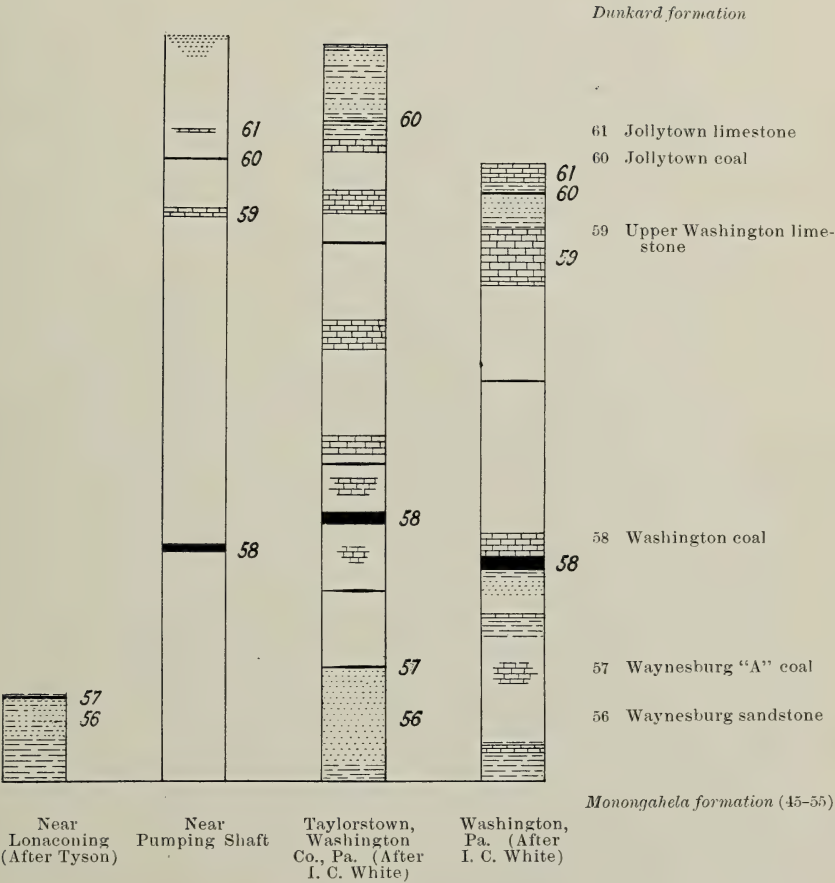 Dunkard formation
61
60
59
58
60
58
57
56
61
60
59
58
57
56
61 Jollytown limestone
60 Jollytown coal
59 Upper Washington lime-
stone
58 Washington coal
57 Waynesburg "A" coal
56 Waynesburg sandstone
Monongahela formation (45-55)
Near
Lonaconing
(After Tyson)
Near
Pumping Shaft
Taylorstown,
Washington
Co., Pa. (After
I. C. White)
Washington,
Pa. (After
I. C. White)